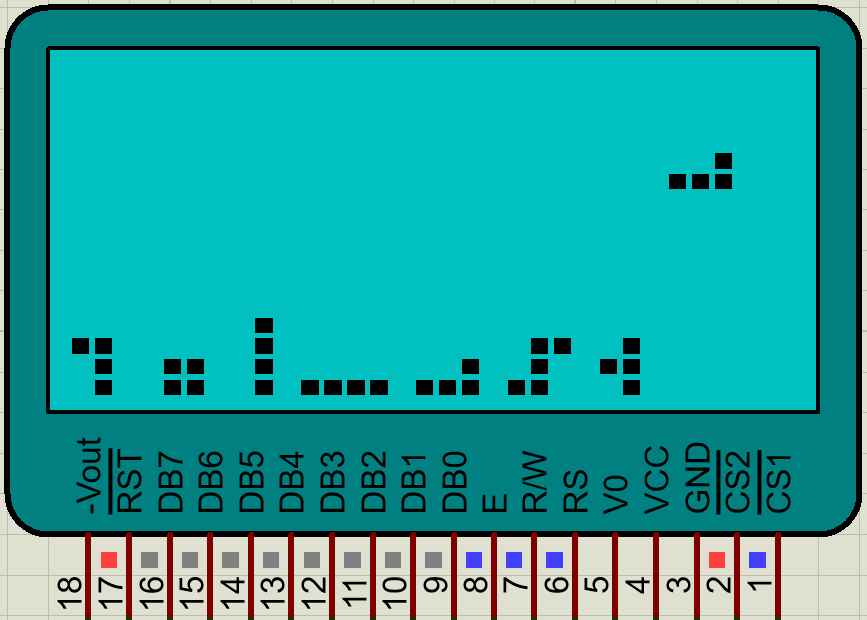 -Vout
RST
DB7
DB6
DB5
DB4
DB3
DB2
DB1
DB0
E
R/W
RS
V0
VCC
GND
CS2
CS1
18
17
16
15
14
13
12
11
10
9
8
7
6
5
4
3
2
1